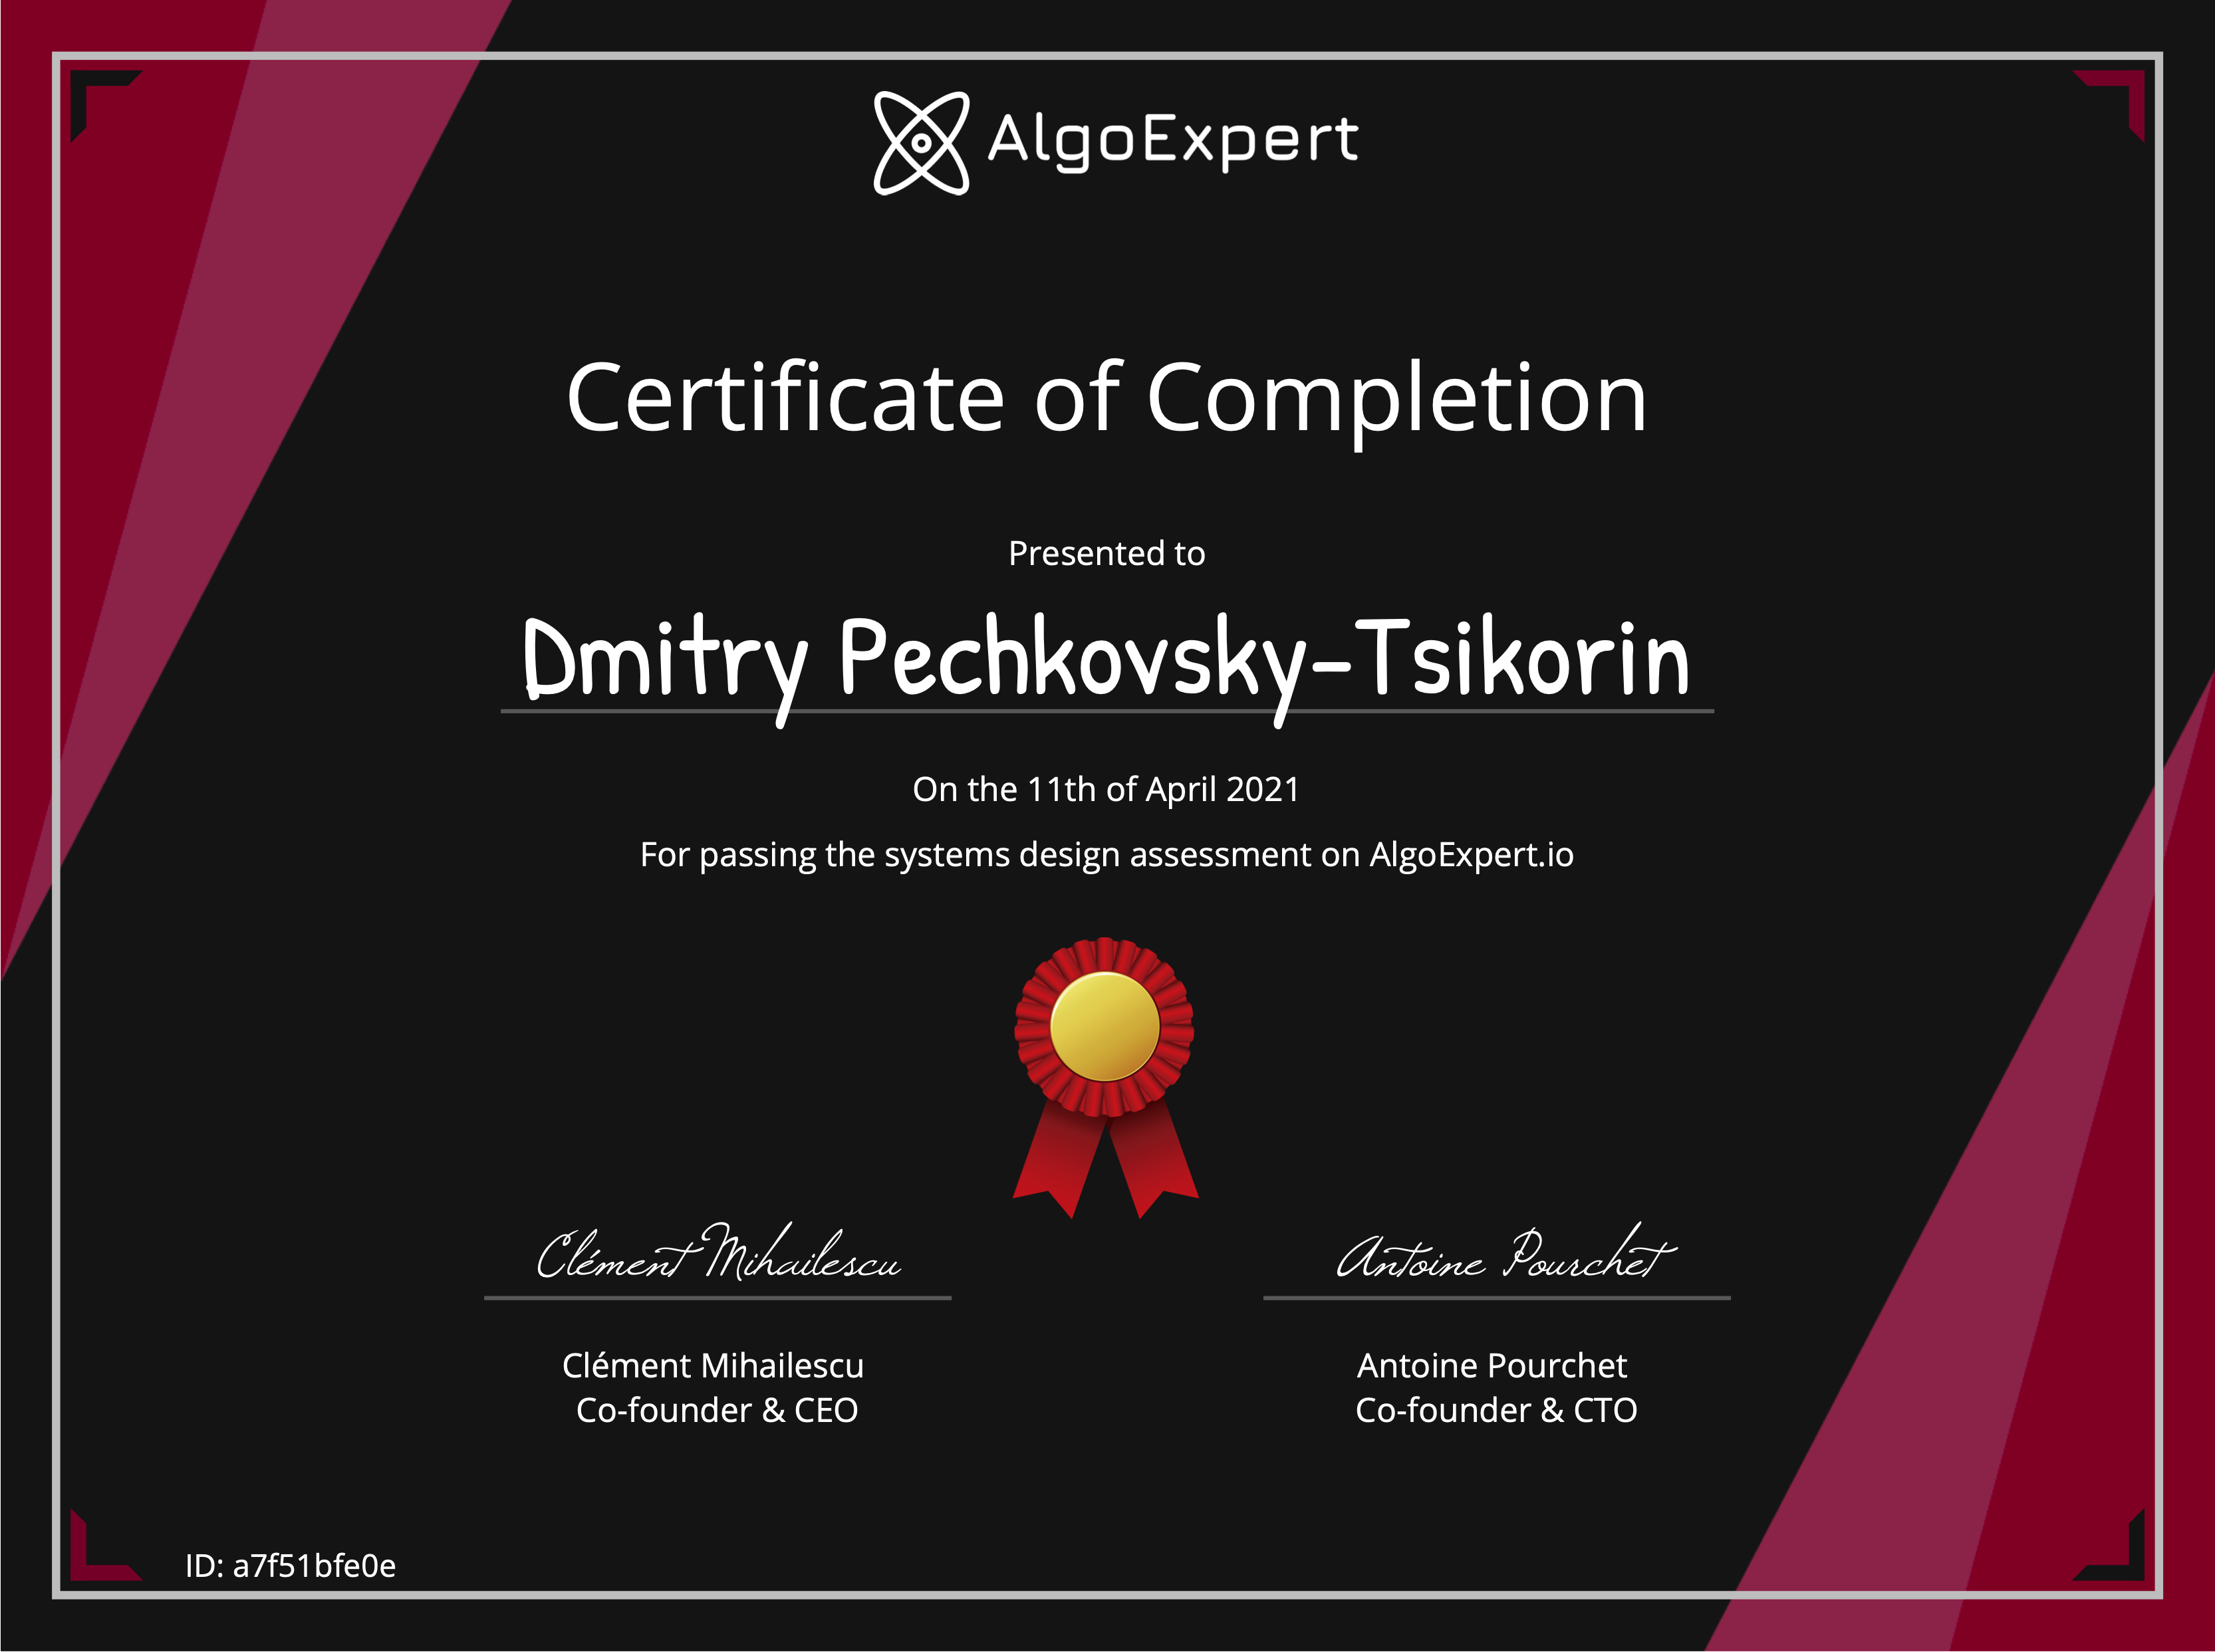 AlgoExpert
Certificate of Completion
Presented to
Dmitry Pechkovsky-Tsikorin
On the 11th of April 2021
For passing the systems design assessment on AlgoExpert.io
Clément Mihailescu
Antoine Pourchet
Clément Mihailescu
Co-founder & CEO
Antoine Pourchet
Co-founder & CTO
ID: a7f51bfe0e